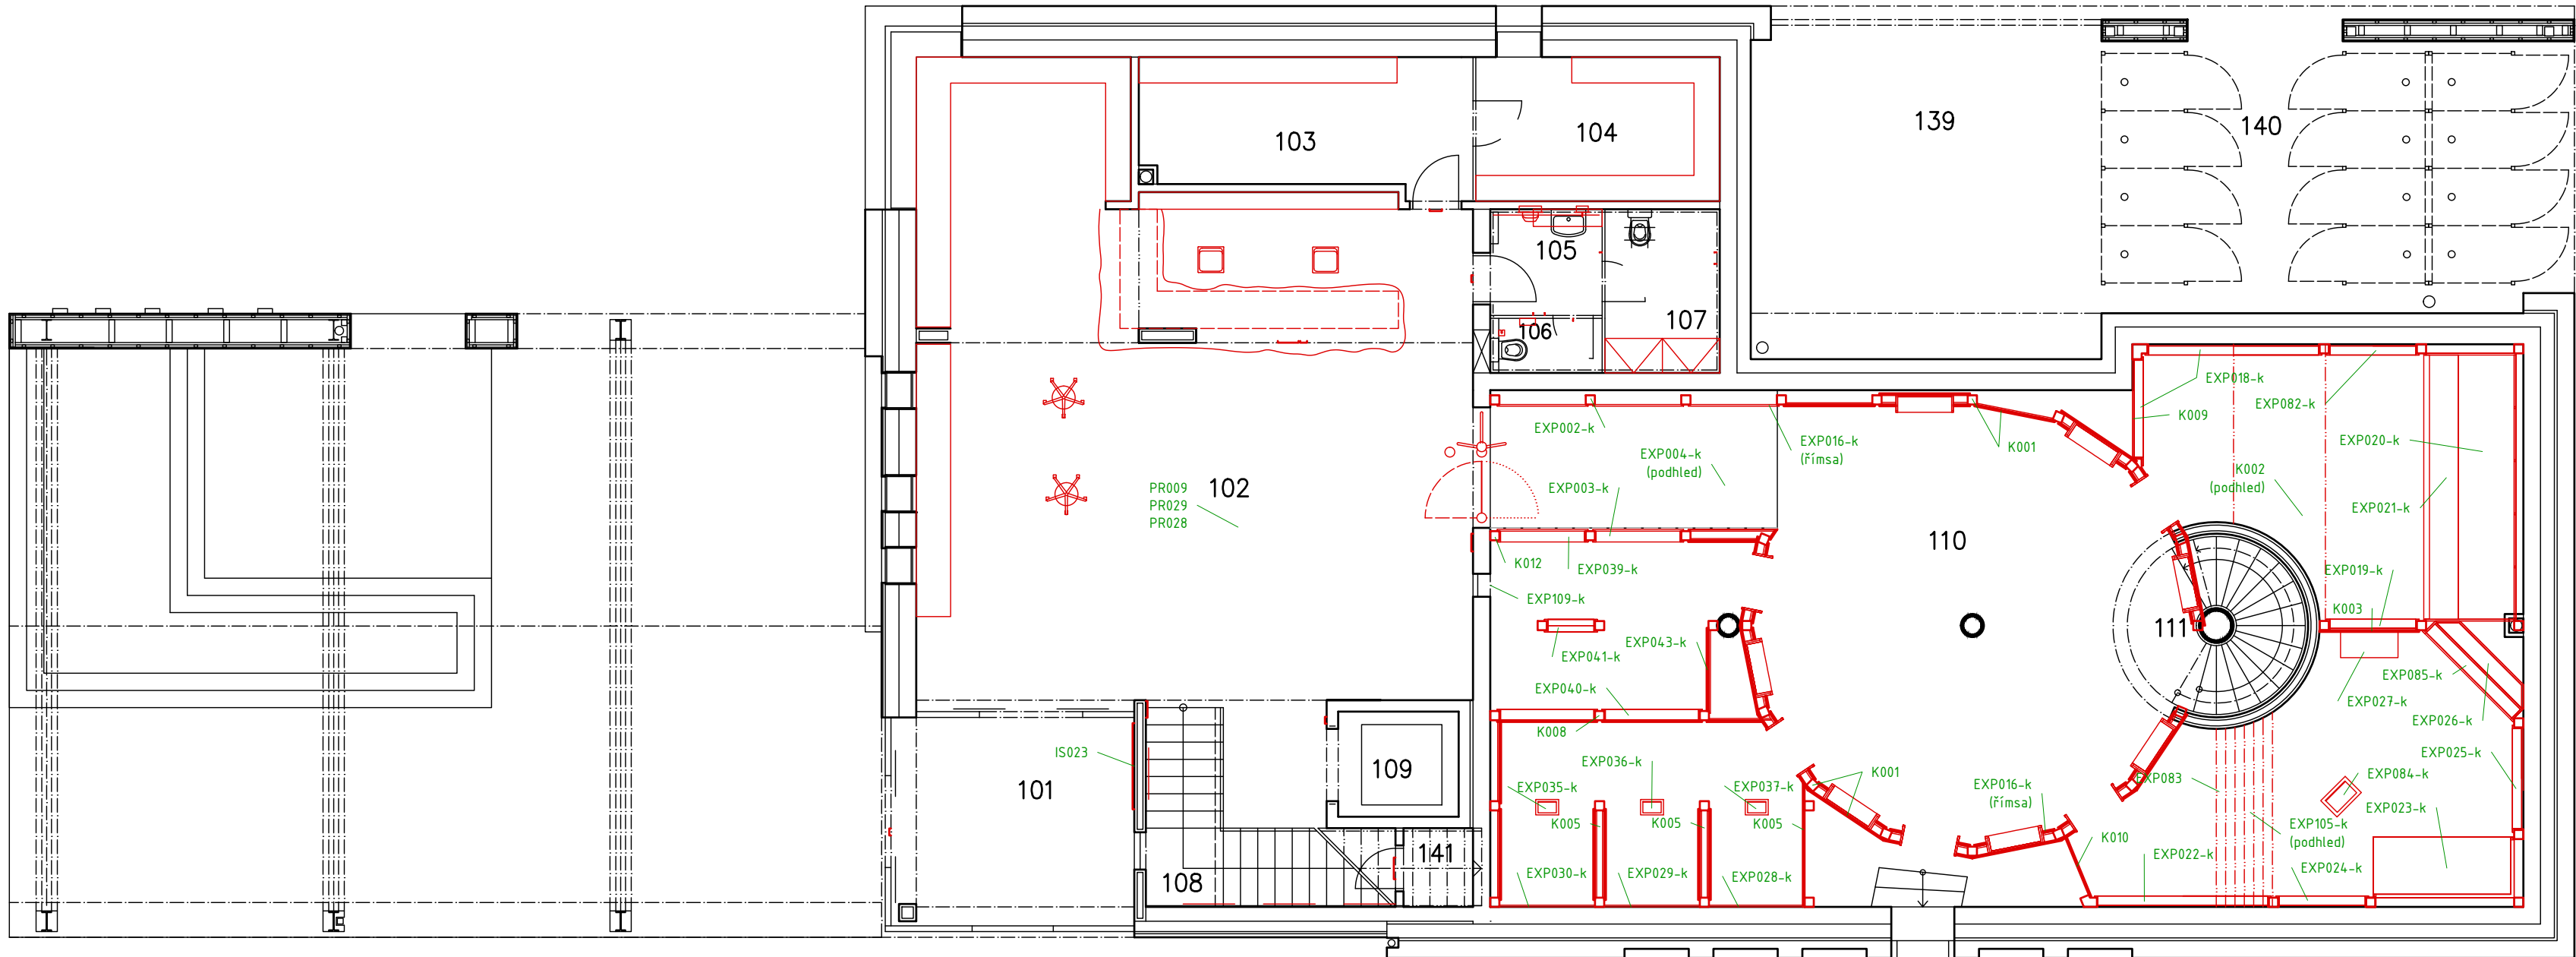 139
140
103
104
105
106
107
102
PR009
PR029
PR028
101
IS023
108
109
141
110
111
EXP002-k
EXP004-k
(podhled)
EXP003-k
EXP016-k
(římsa)
K001
EXP018-k
K009
EXP082-k
EXP020-k
K002
(podhled)
EXP021-k
EXP019-k
K003
K012
EXP039-k
EXP109-k
EXP041-k
EXP043-k
EXP040-k
K008
EXP036-k
EXP035-k
EXP037-k
K005
K005
K005
EXP030-k
EXP029-k
EXP028-k
K001
EXP016-k
(římsa)
EXP083
K010
EXP022-k
EXP105-k
(podhled)
EXP024-k
EXP085-k
EXP027-k
EXP026-k
EXP025-k
EXP084-k
EXP023-k